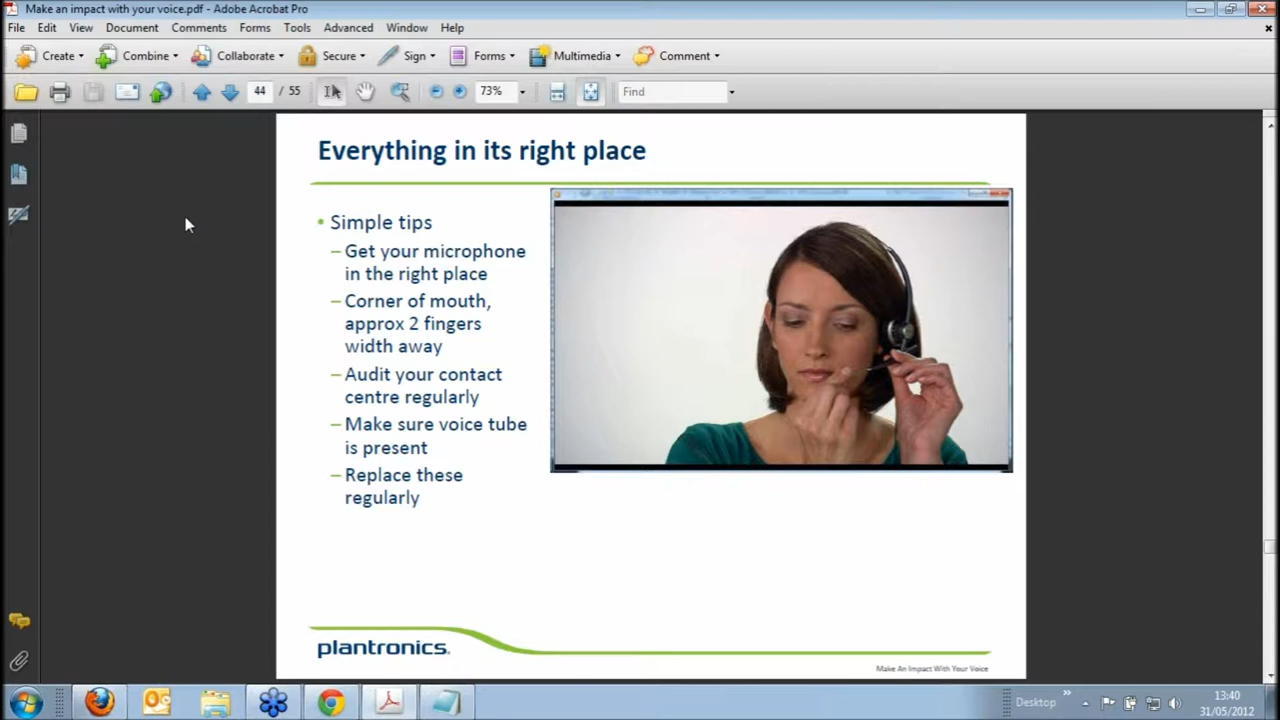 Make an impact with your voice.pdf - Adobe Acrobat Pro
File Edit View Document Comments Forms Tools Advanced Window Help
Create Combine Collaborate Secure Sign Forms Multimedia Comment
44 / 55 73% Find
Everything in its right place
• Simple tips
– Get your microphone
in the right place
– Corner of mouth,
approx 2 fingers
width away
– Audit your contact
centre regularly
– Make sure voice tube
is present
– Replace these
regularly
plantronics.
Make An Impact With Your Voice
Desktop »
13:40
31/05/2012